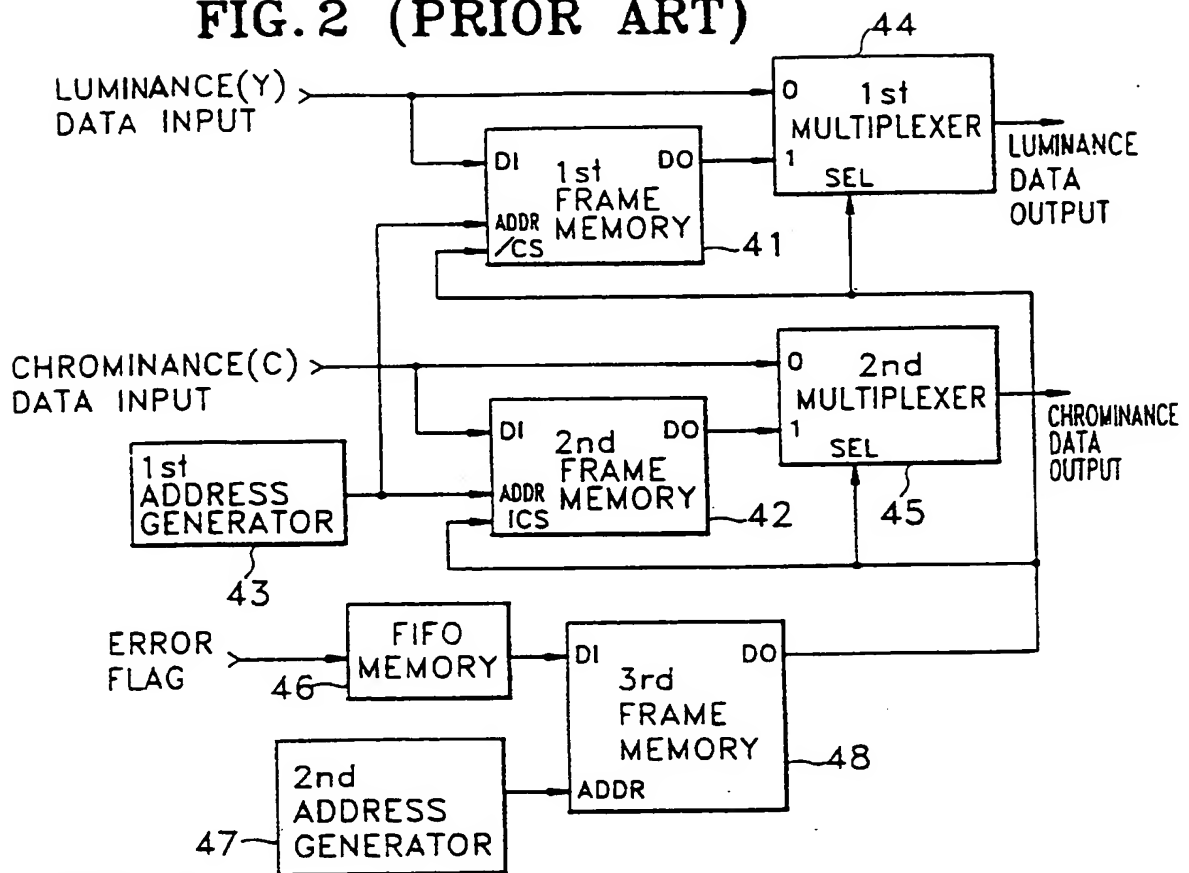 FIG. 2 (PRIOR ART)
44
LUMINANCE(Y)
DATA INPUT
0
1st
MULTIPLEXER
1
SEL
LUMINANCE
DATA
OUTPUT
DI
DO
1st
FRAME
MEMORY
ADDR
/CS
41
CHROMINANCE(C)
DATA INPUT
0
2nd
MULTIPLEXER
1
SEL
CHROMINANCE
DATA
OUTPUT
45
DI
DO
2nd
FRAME
MEMORY
ADDR
ICS
42
1st
ADDRESS
GENERATOR
43
ERROR
FLAG
FIFO
MEMORY
46
DI
DO
3rd
FRAME
MEMORY
ADDR
48
2nd
ADDRESS
GENERATOR
47